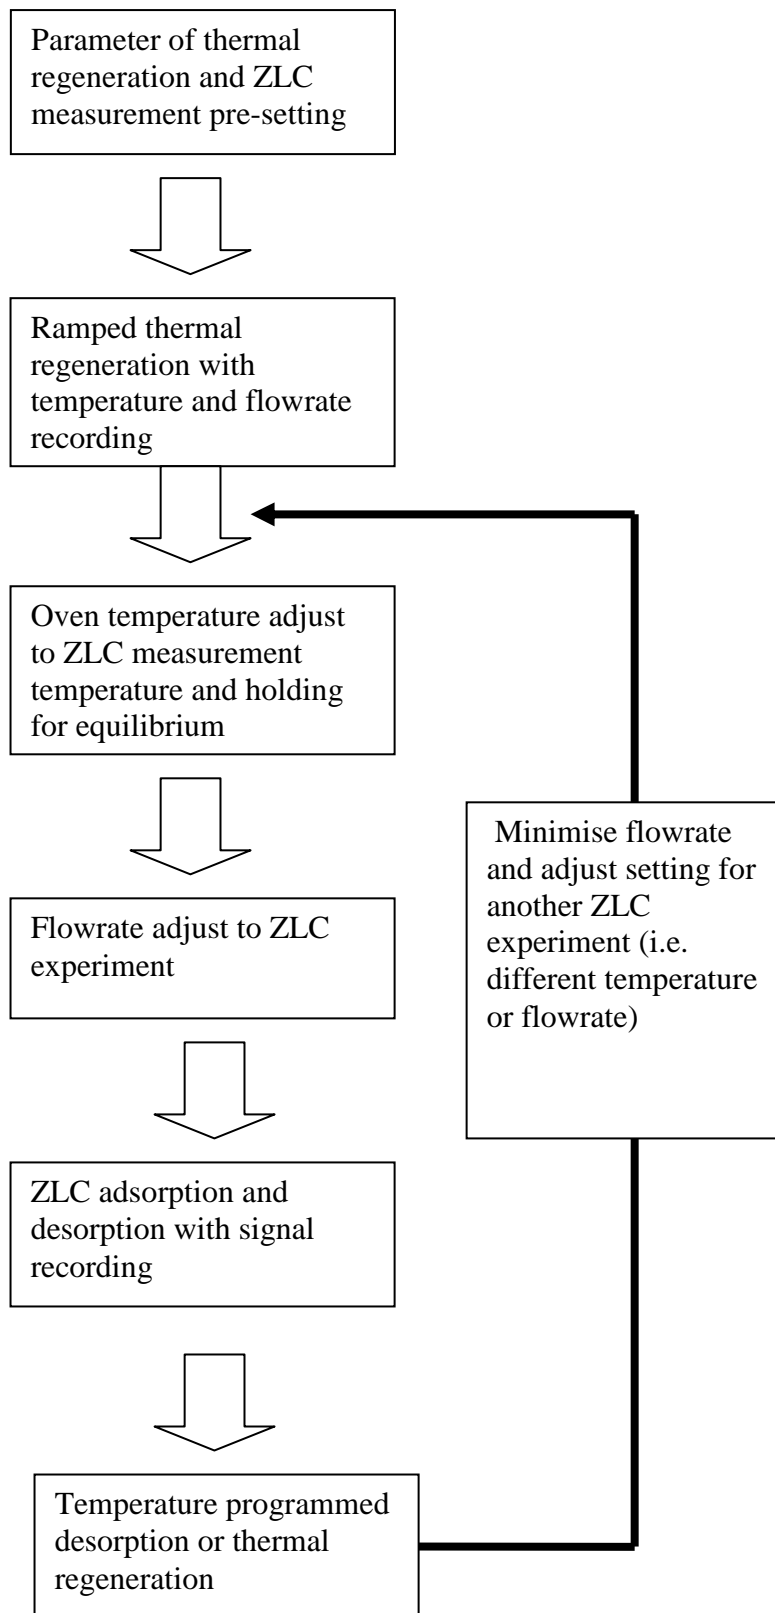 Parameter of thermal
regeneration and ZLC
measurement pre-setting
Ramped thermal
regeneration with
temperature and flowrate
recording
Oven temperature adjust
to ZLC measurement
temperature and holding
for equilibrium
Flowrate adjust to ZLC
experiment
ZLC adsorption and
desorption with signal
recording
Temperature programmed
desorption or thermal
regeneration
Minimise flowrate
and adjust setting for
another ZLC
experiment (i.e.
different temperature
or flowrate)